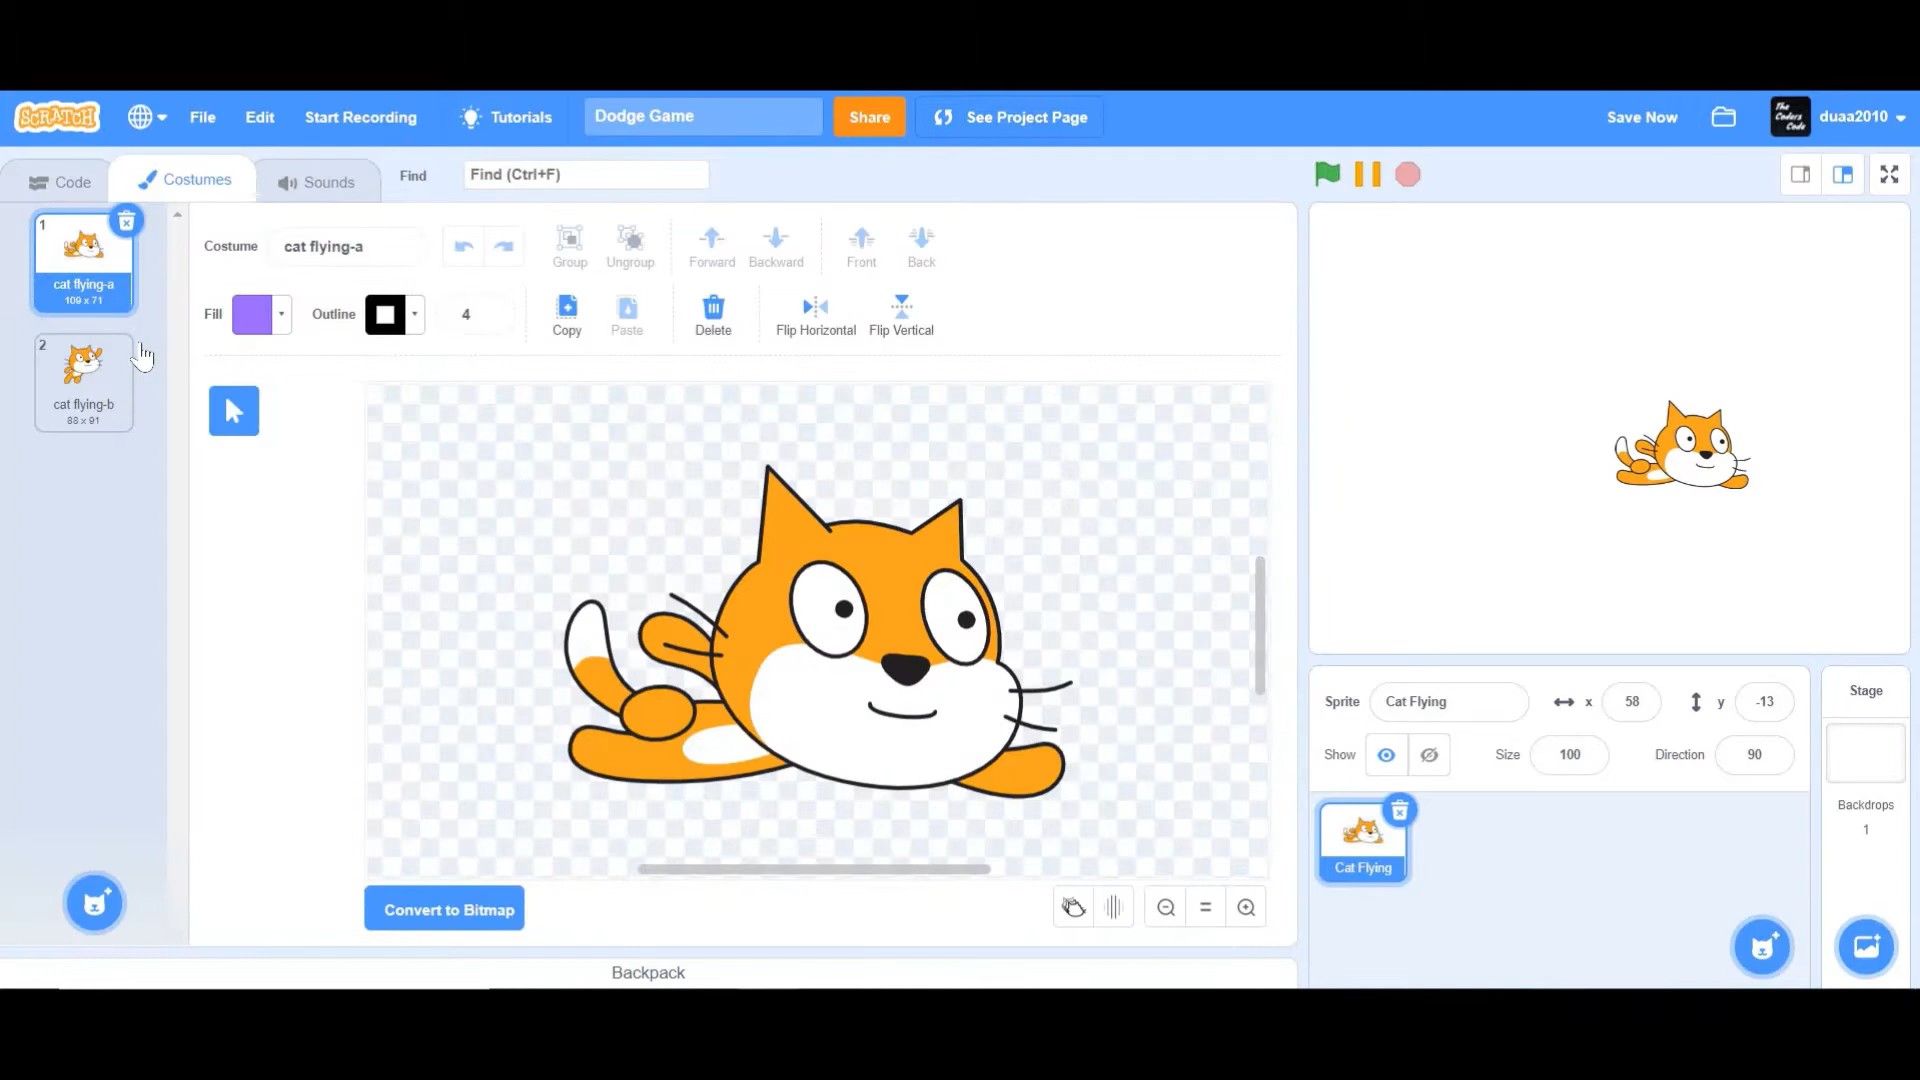 SCRATCH File Edit Start Recording Tutorials Dodge Game Share See Project Page Save Now The Coders Code duaa2010
Code Costumes Sounds Find Find (Ctrl+F)
1
cat flying-a
109 x 71
2
cat flying-b
88 x 91
Costume cat flying-a Group Ungroup Forward Backward Front Back
Fill Outline 4 Copy Paste Delete Flip Horizontal Flip Vertical
Convert to Bitmap
Backpack
Sprite Cat Flying x 58 y -13
Show Size 100 Direction 90
Cat Flying
Stage
Backdrops
1